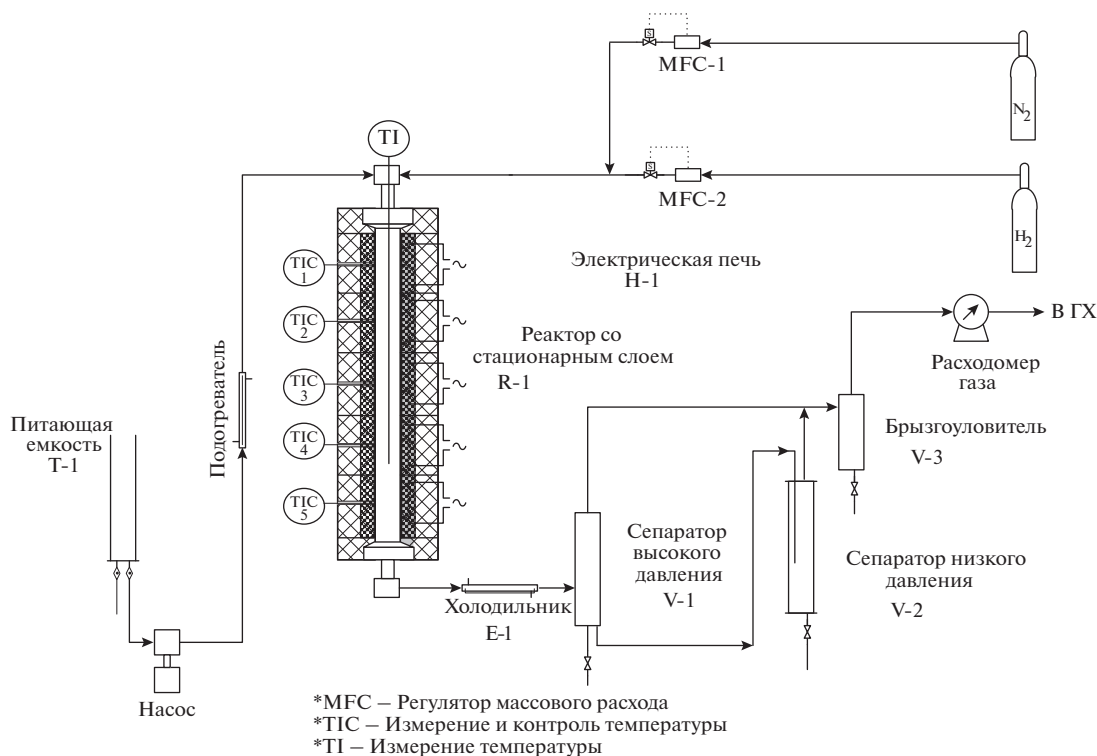 MFC-1
N2
TI
MFC-2
H2
Электрическая печь
H-1
TIC
1
TIC
2
TIC
3
TIC
4
TIC
5
Реактор со
стационарным слоем
R-1
В ГХ
Расходомер
газа
Подогреватель
Питающая
емкость
T-1
Брызгоуловитель
V-3
Сепаратор
высокого
давления
V-1
Сепаратор низкого
давления
V-2
Холодильник
E-1
Насос
*MFC – Регулятор массового расхода
*TIC – Измерение и контроль температуры
*TI – Измерение температуры
S
S